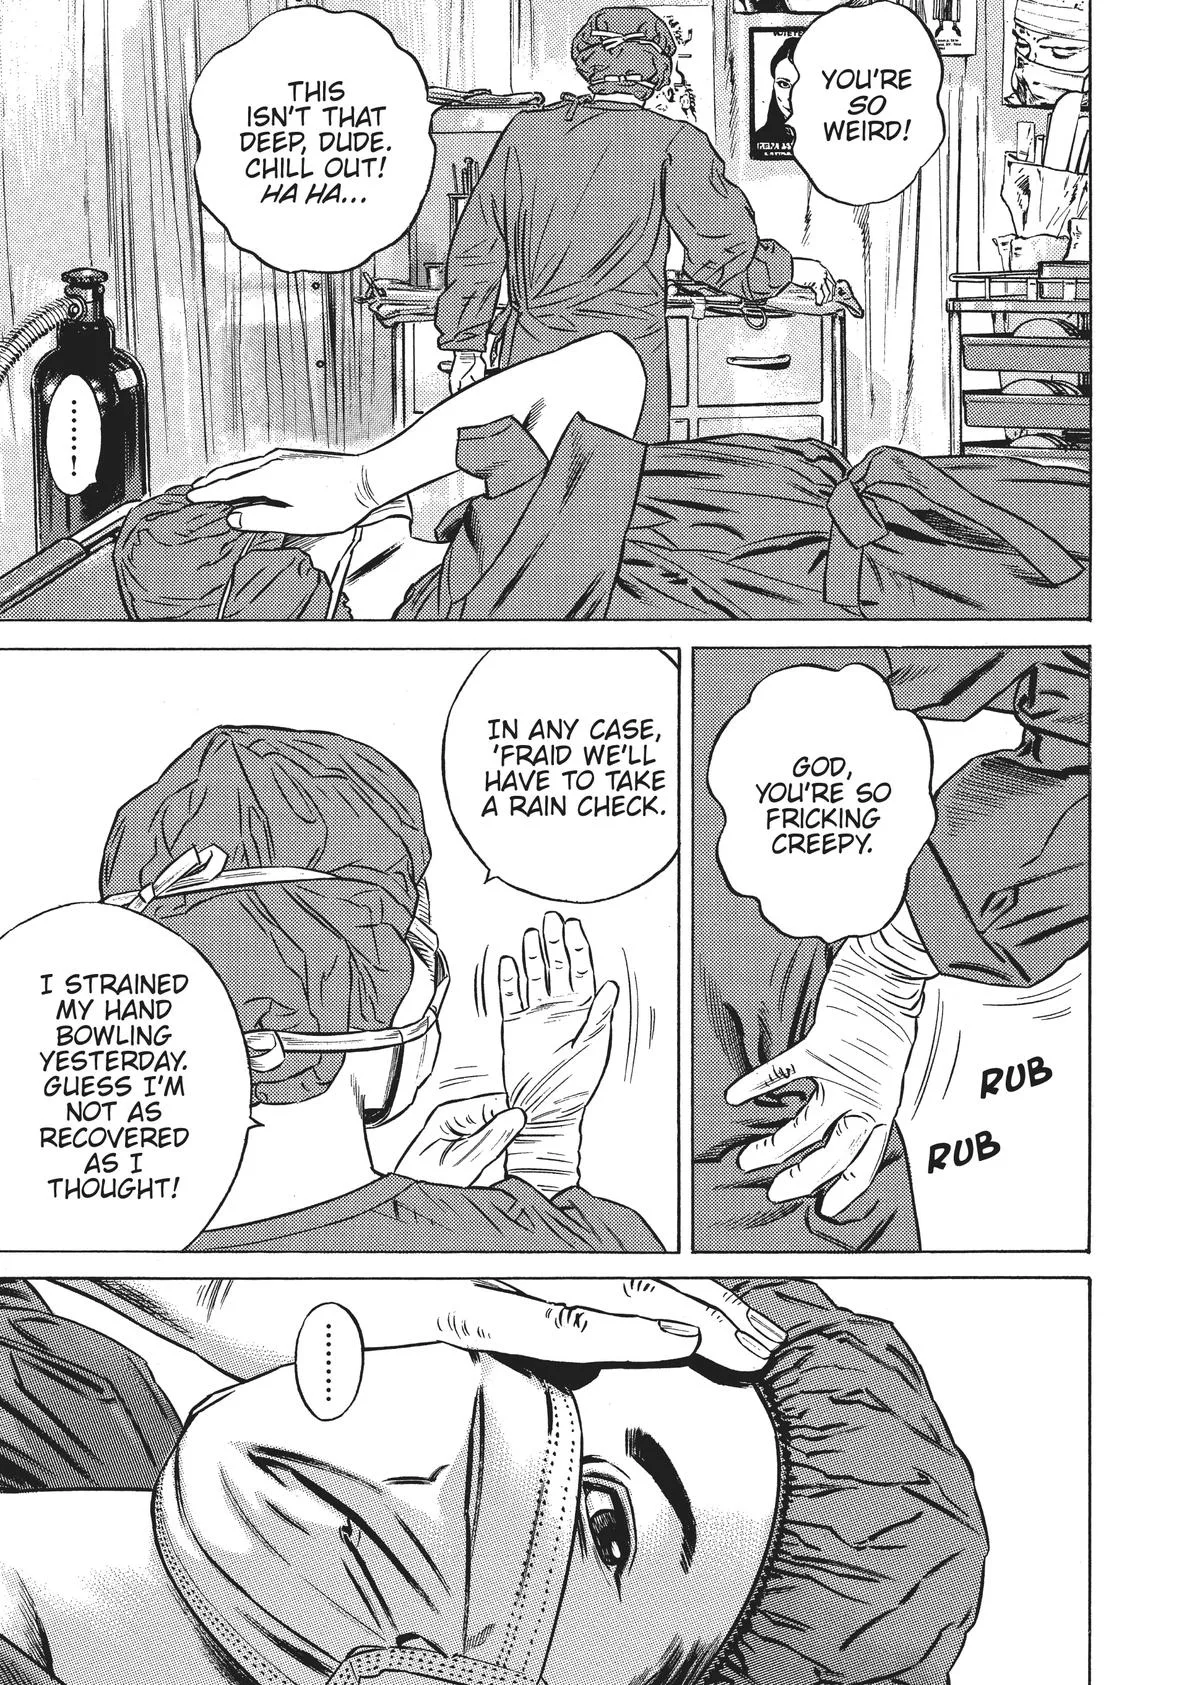 YOU'RE
SO
WEIRD!
THIS
ISN'T THAT
DEEP, DUDE.
CHILL OUT!
HA HA...
......!
GOD,
YOU'RE SO
FRICKING
CREEPY.
RUB
RUB
IN ANY CASE,
'FRAID WE'LL
HAVE TO TAKE
A RAIN CHECK.
I STRAINED
MY HAND
BOWLING
YESTERDAY.
GUESS I'M
NOT AS
RECOVERED
AS I
THOUGHT!
........